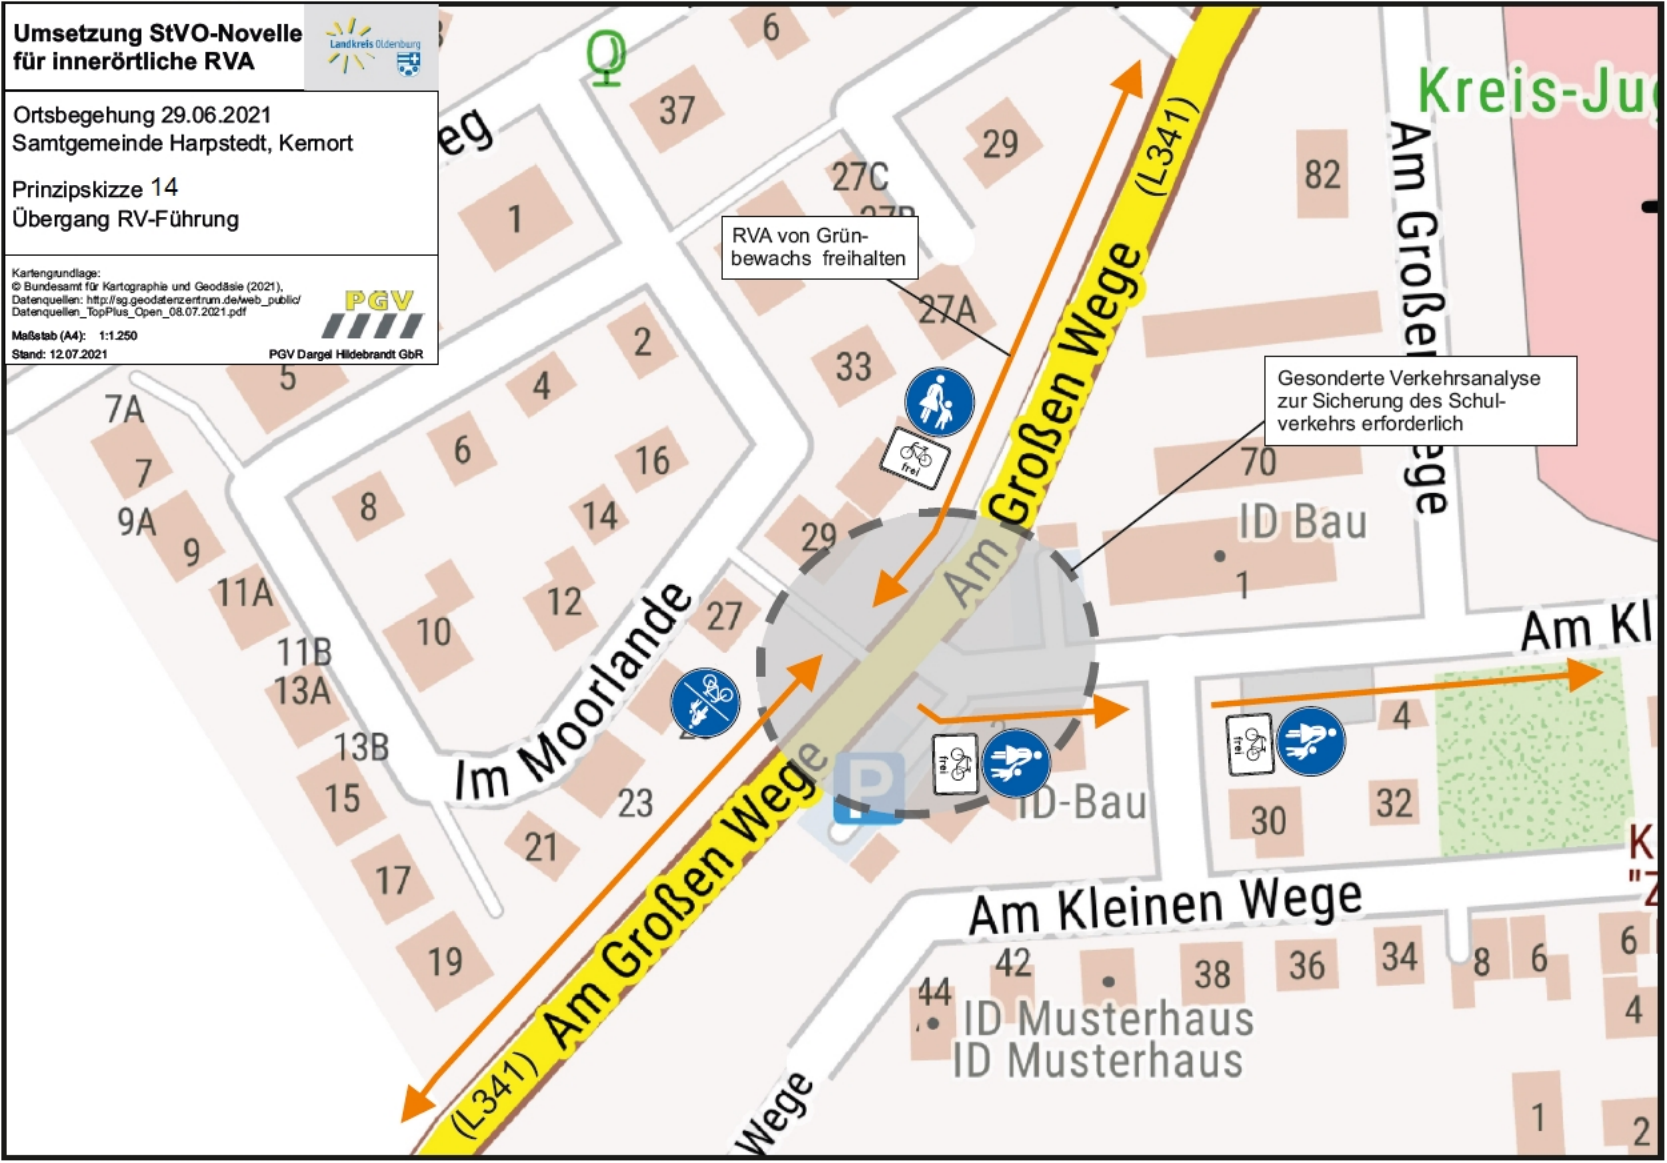 Umsetzung StVO-Novelle
für innerörtliche RVA
Landkreis Oldenburg
Ortsbegehung 29.06.2021
Samtgemeinde Harpstedt, Kernort
Prinzipskizze 14
Übergang RV-Führung
Kartengrundlage:
© Bundesamt für Kartographie und Geodäsie (2021),
Datenquellen: http://sg.geodatenzentrum.de/web_public/
Datenquellen_TopPlus_Open_08.07.2021.pdf
Maßstab (A4): 1:1.250
Stand: 12.07.2021
PGV
PGV Dargel Hildebrandt GbR
eg
6
37
29
1
27C
27B
82
(L341)
Kreis-Jug
Am Großen Wege
RVA von Grün-
bewachs freihalten
27A
33
2
4
5
7A
6
16
7
8
14
9A
9
29
frei
Gesonderte Verkehrsanalyse
zur Sicherung des Schul-
verkehrs erforderlich
70
ID Bau
1
Am Großen Wege
11A
12
27
10
11B
13A
13B
Im Moorlande
15
23
21
17
19
Am Kl
4
frei
frei
P
ID-Bau
30
32
K
"Z
Am Großen Wege
(L341)
Am Kleinen Wege
44
42
38
36
34
8
6
6
4
ID Musterhaus
ID Musterhaus
Wege
1
2